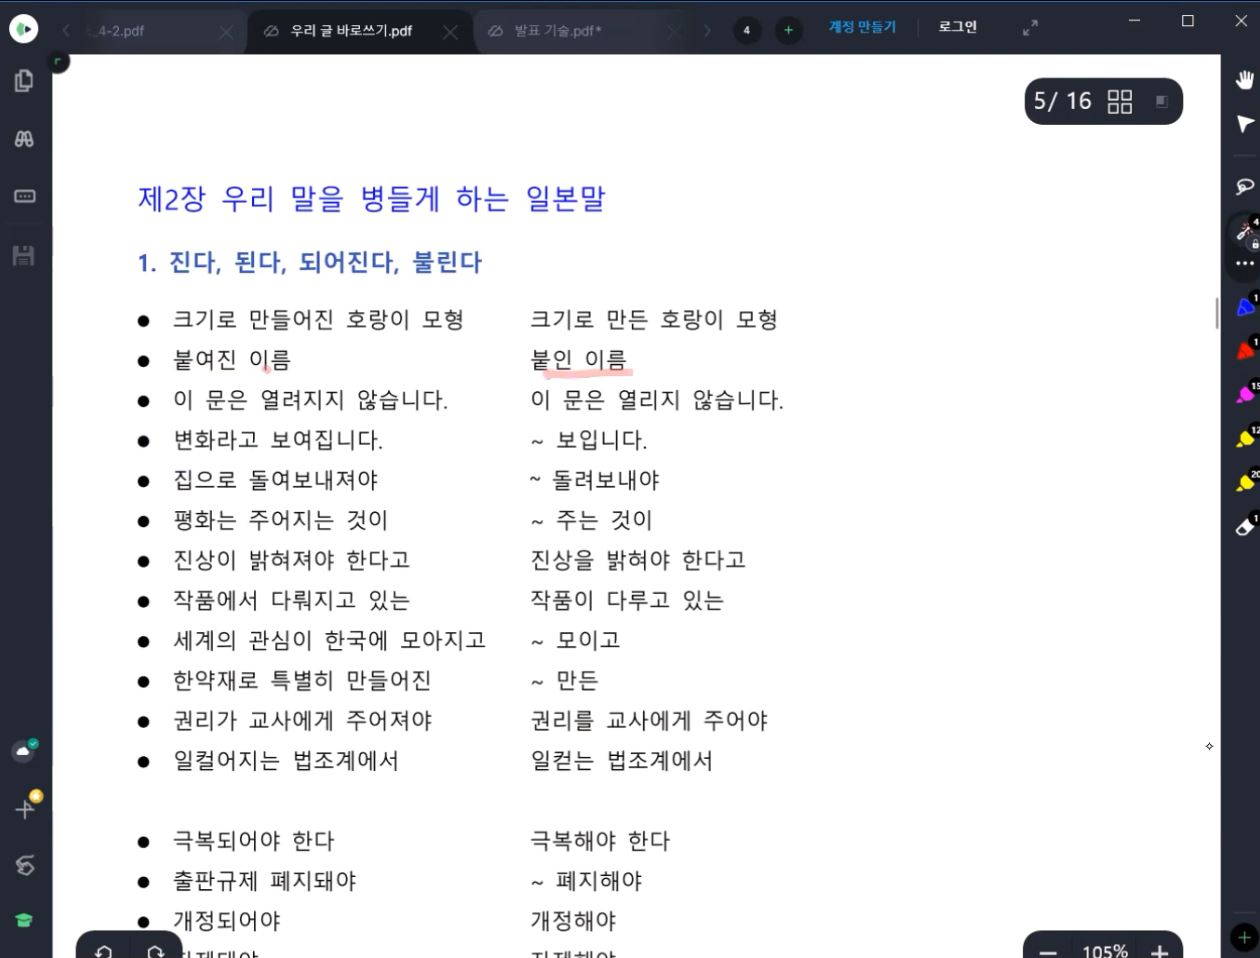 4-2.pdf
우리 글 바로쓰기.pdf
발표 기술.pdf*
4
계정 만들기
로그인
5/ 16
제2장 우리 말을 병들게 하는 일본말
1. 진다, 된다, 되어진다, 불린다
● 크기로 만들어진 호랑이 모형 크기로 만든 호랑이 모형
● 붙여진 이름 붙인 이름
● 이 문은 열려지지 않습니다. 이 문은 열리지 않습니다.
● 변화라고 보여집니다. ~ 보입니다.
● 집으로 돌여보내져야 ~ 돌려보내야
● 평화는 주어지는 것이 ~ 주는 것이
● 진상이 밝혀져야 한다고 진상을 밝혀야 한다고
● 작품에서 다뤄지고 있는 작품이 다루고 있는
● 세계의 관심이 한국에 모아지고 ~ 모이고
● 한약재로 특별히 만들어진 ~ 만든
● 권리가 교사에게 주어져야 권리를 교사에게 주어야
● 일컬어지는 법조계에서 일컫는 법조계에서
● 극복되어야 한다 극복해야 한다
● 출판규제 폐지돼야 ~ 폐지해야
● 개정되어야 개정해야
105%
4
1
1
15
12
20
1